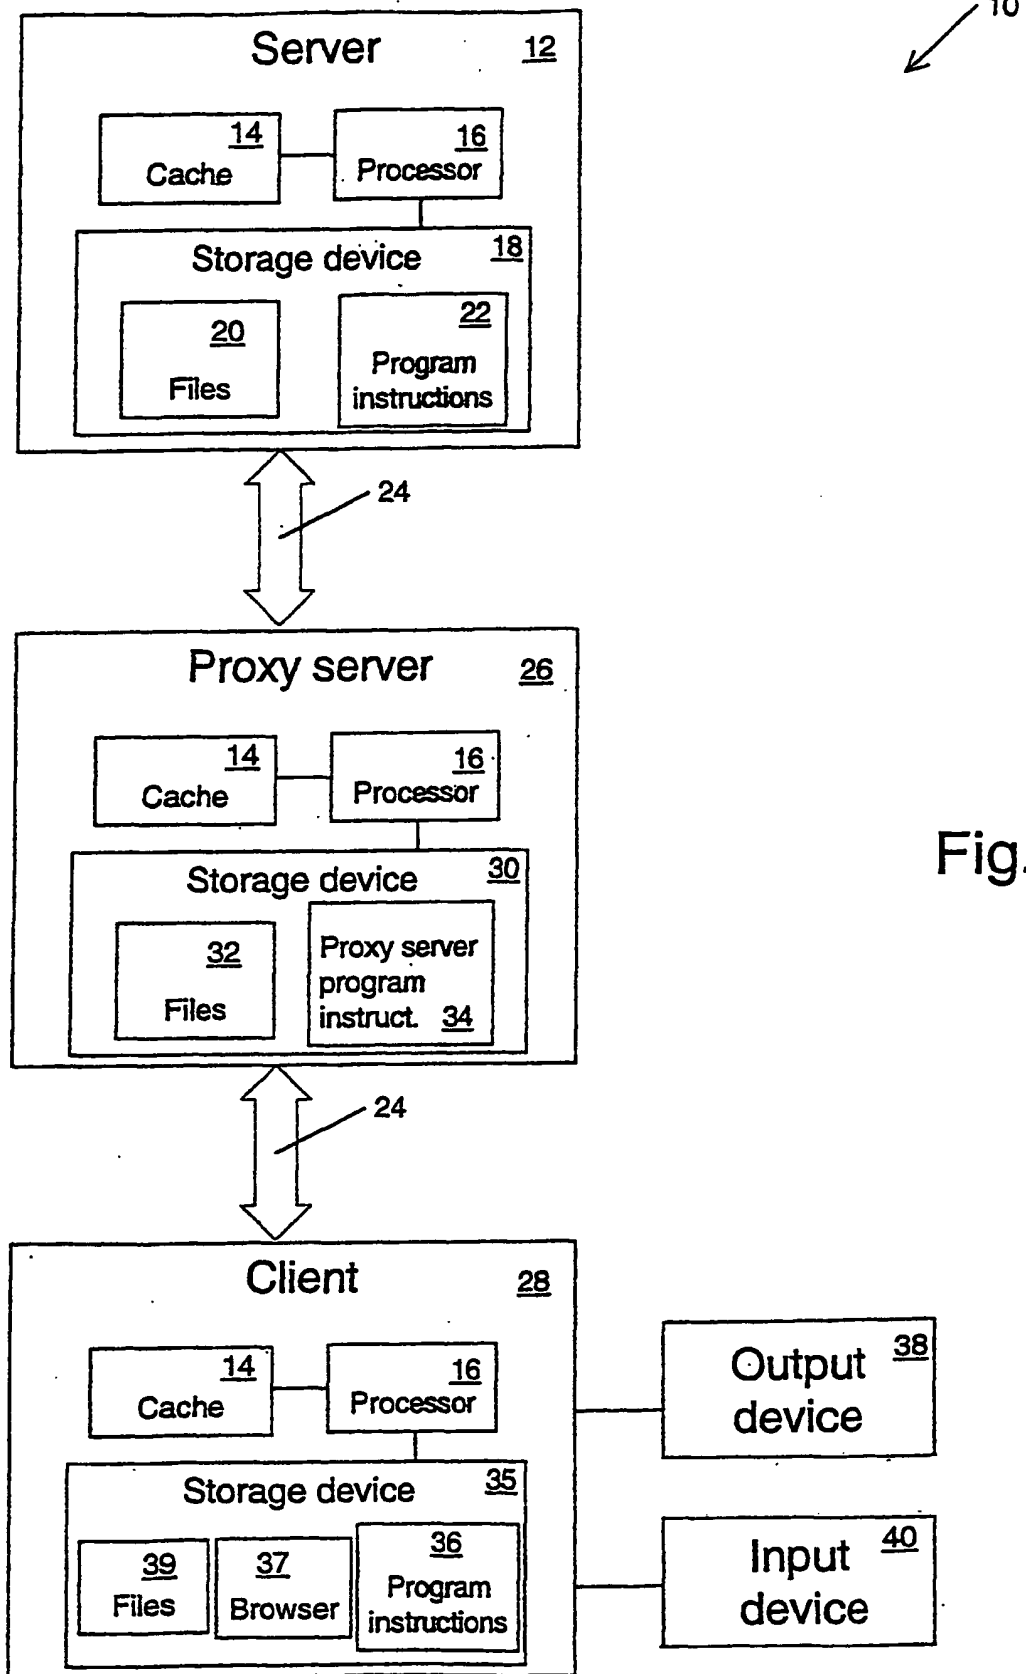 10
Server 12
14
Cache
16
Processor
Storage device 18
20
Files
22
Program
instructions
24
Proxy server 26
14
Cache
16
Processor
Storage device 30
32
Files
Proxy server
program
instruct. 34
Fig.
24
Client 28
14
Cache
16
Processor
Storage device 35
39
Files
37
Browser
36
Program
instructions
Output 38
device
Input 40
device